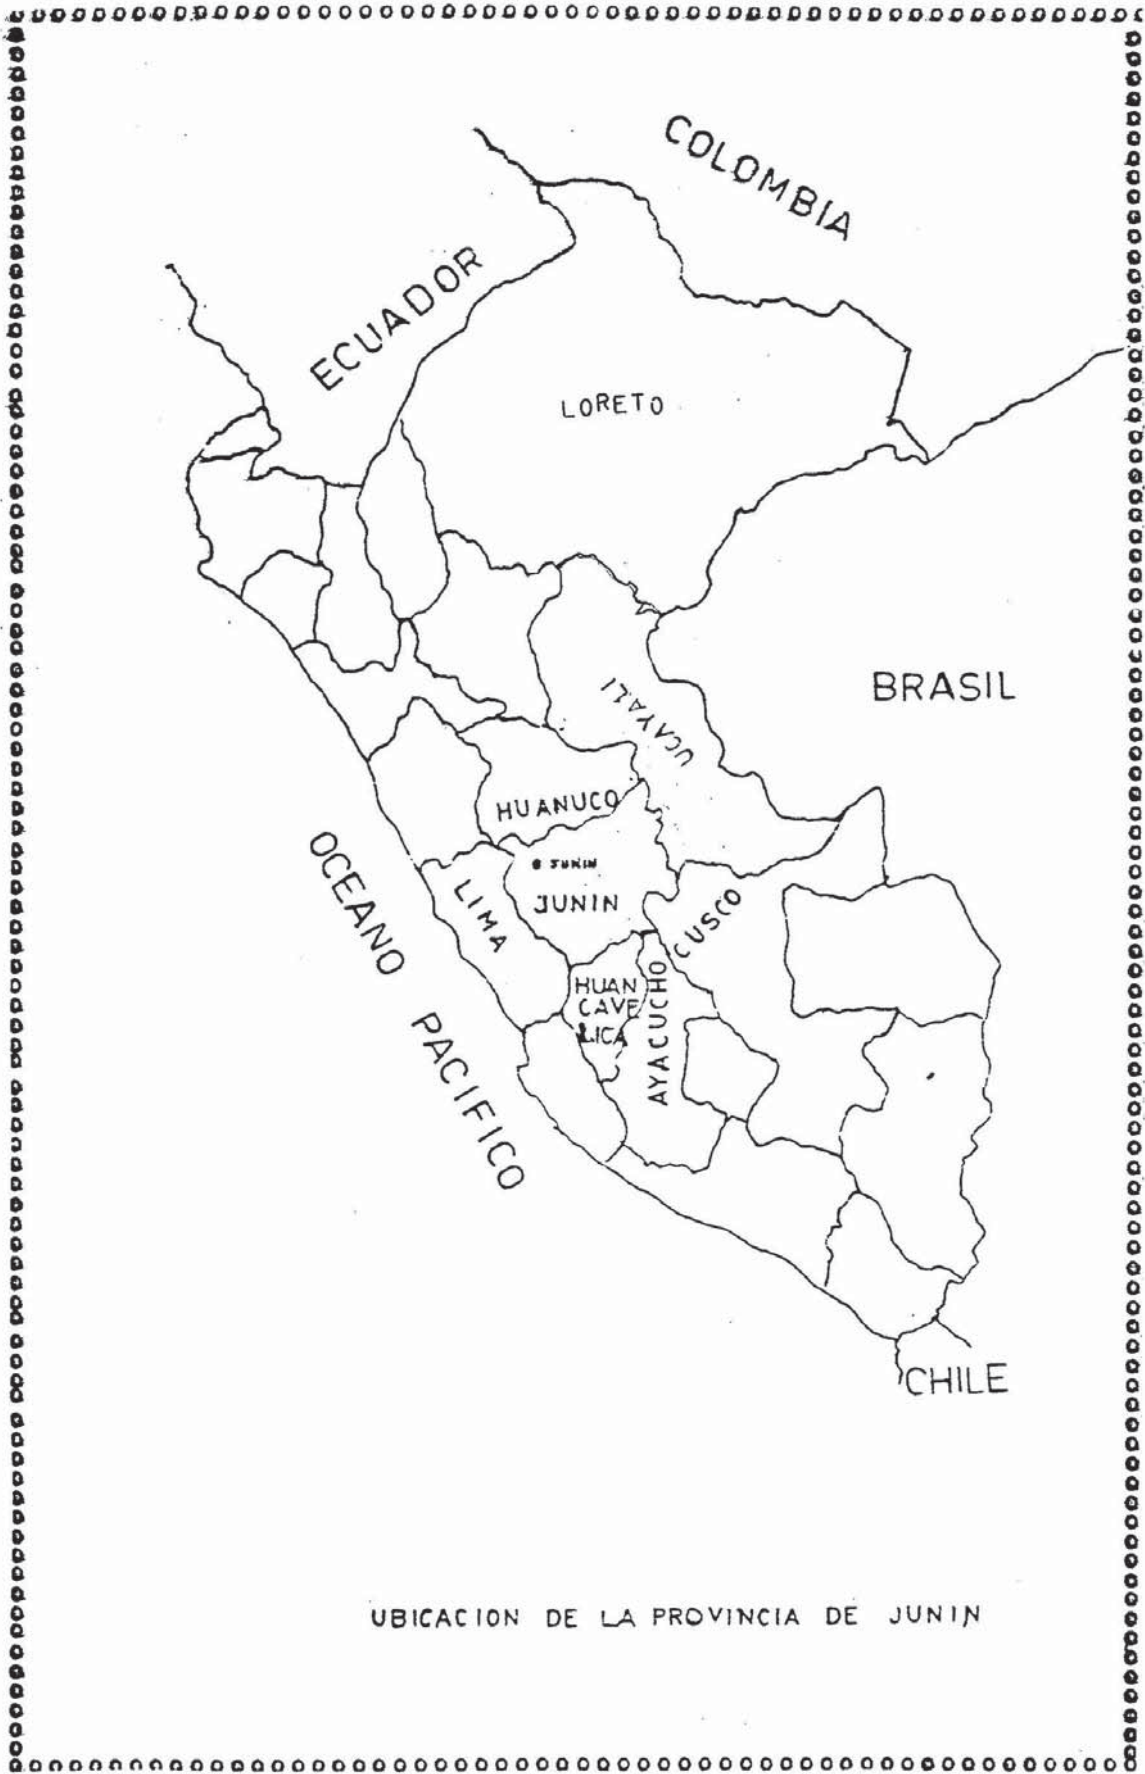 COLOMBIA
ECUADOR
LORETO
BRASIL
UCAYALI
HUANUCO
JUNIN
JUNIN
LIMA
CUSCO
HUAN
CAVE
LICA
AYACUCHO
OCEANO PACIFICO
CHILE
UBICACION DE LA PROVINCIA DE JUNIN